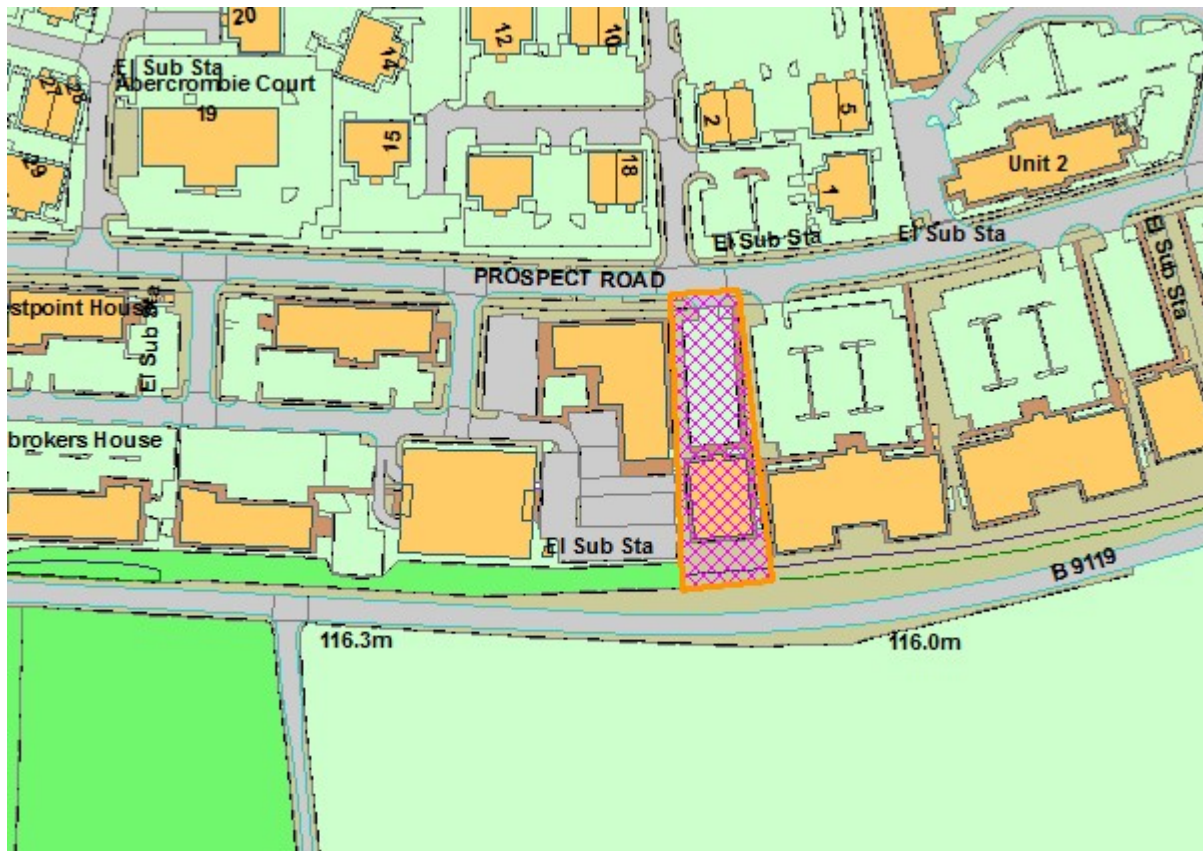 20
12
10
14
El Sub Sta
Abercrombie Court
19
15
18
2
5
1
Unit 2
29
El Sub Sta
El Sub Sta
PROSPECT ROAD
El Sub Sta
stpoint House
El Sub Sta
brokers House
El Sub Sta
B 9119
116.3m
116.0m